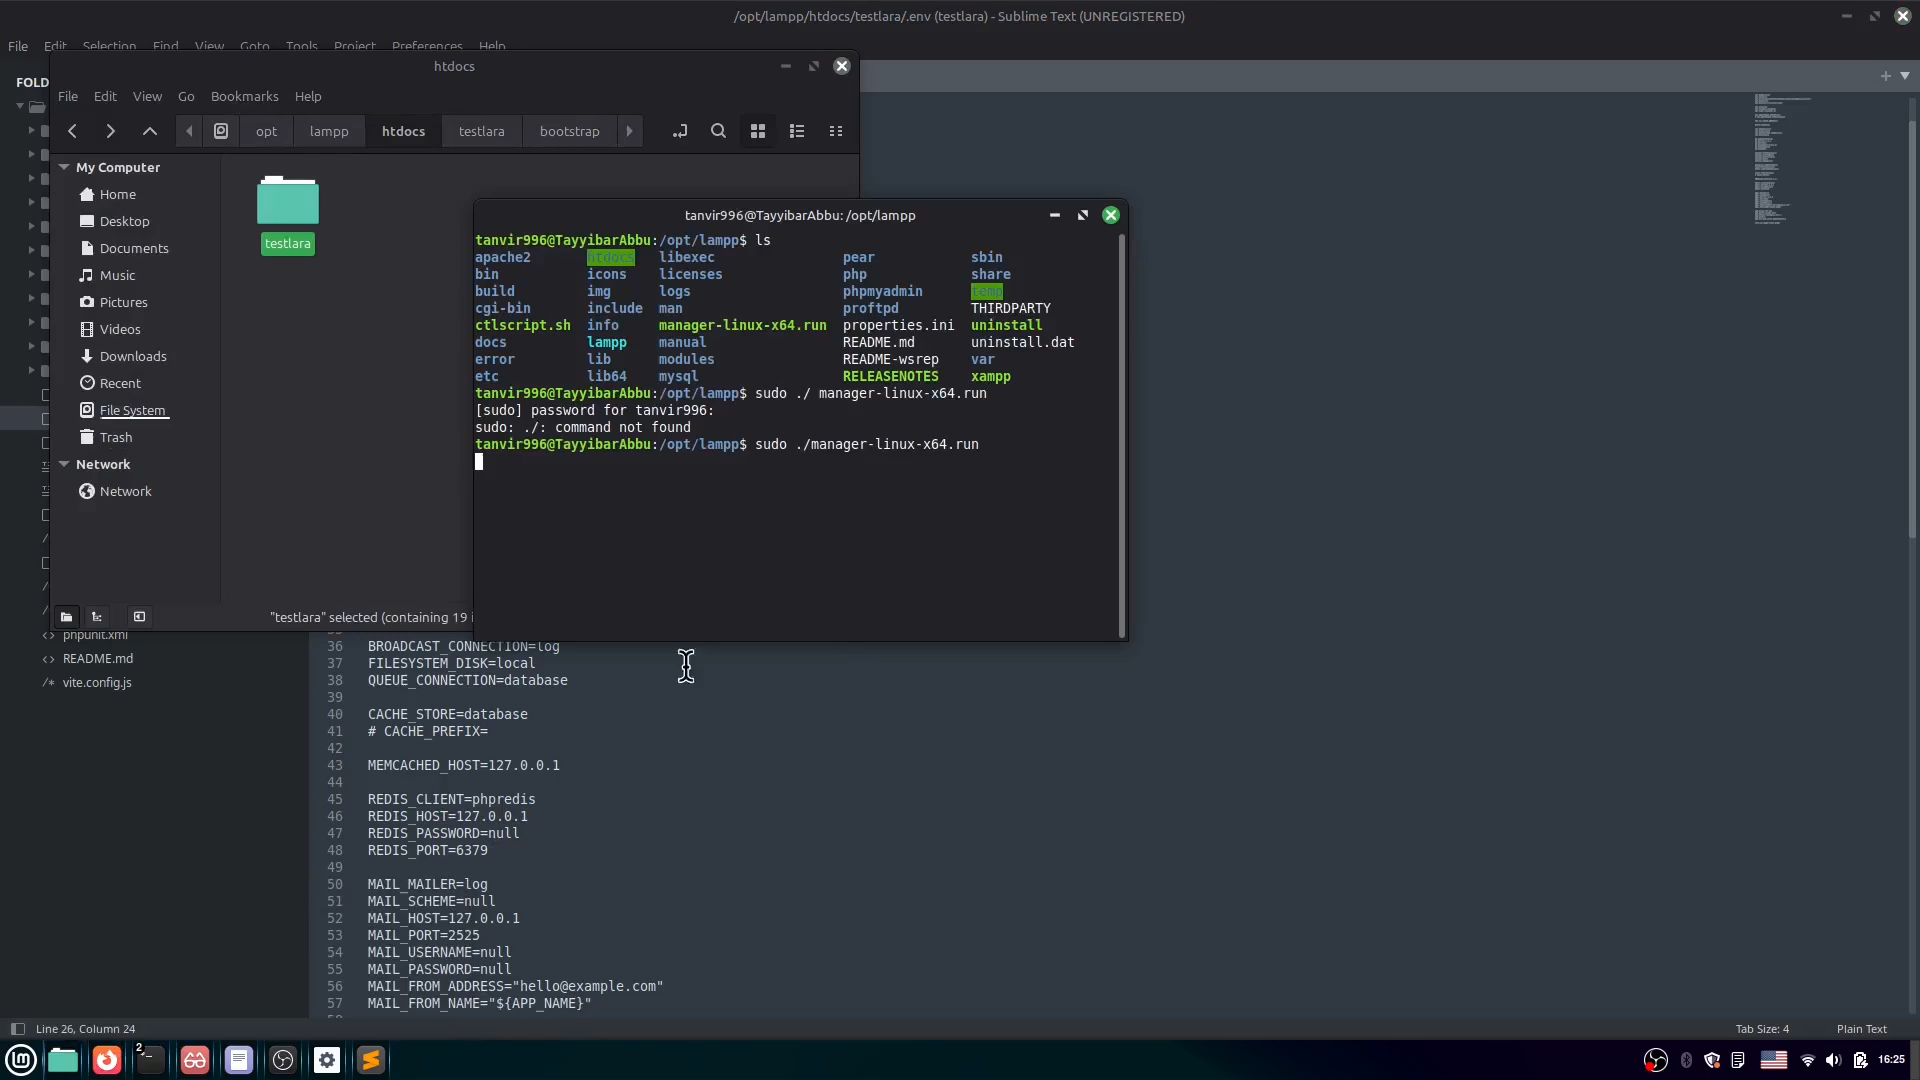 /opt/lampp/htdocs/testlara/.env (testlara) - Sublime Text (UNREGISTERED)
File Edit Selection Find View Goto Tools Project Preferences Help
FOLD
htdocs
File Edit View Go Bookmarks Help
opt lampp htdocs testlara bootstrap
My Computer
Home
Desktop
Documents
Music
Pictures
Videos
Downloads
Recent
File System
Trash
Network
Network
testlara
"testlara" selected (containing 19 i
tanvir996@TayyibarAbbu: /opt/lampp
tanvir996@TayyibarAbbu:/opt/lampp$ ls
apache2 htdocs libexec pear sbin
bin icons licenses php share
build img logs phpmyadmin temp
cgi-bin include man proftpd THIRDPARTY
ctlscript.sh info manager-linux-x64.run properties.ini uninstall
docs lampp manual README.md uninstall.dat
error lib modules README-wsrep var
etc lib64 mysql RELEASENOTES xampp
tanvir996@TayyibarAbbu:/opt/lampp$ sudo ./ manager-linux-x64.run
[sudo] password for tanvir996:
sudo: ./: command not found
tanvir996@TayyibarAbbu:/opt/lampp$ sudo ./manager-linux-x64.run
phpunit.xml
README.md
vite.config.js
36 BROADCAST_CONNECTION=log
37 FILESYSTEM_DISK=local
38 QUEUE_CONNECTION=database
39
40 CACHE_STORE=database
41 # CACHE_PREFIX=
42
43 MEMCACHED_HOST=127.0.0.1
44
45 REDIS_CLIENT=phpredis
46 REDIS_HOST=127.0.0.1
47 REDIS_PASSWORD=null
48 REDIS_PORT=6379
49
50 MAIL_MAILER=log
51 MAIL_SCHEME=null
52 MAIL_HOST=127.0.0.1
53 MAIL_PORT=2525
54 MAIL_USERNAME=null
55 MAIL_PASSWORD=null
56 MAIL_FROM_ADDRESS="hello@example.com"
57 MAIL_FROM_NAME="${APP_NAME}"
Line 26, Column 24
Tab Size: 4 Plain Text
2
16:25